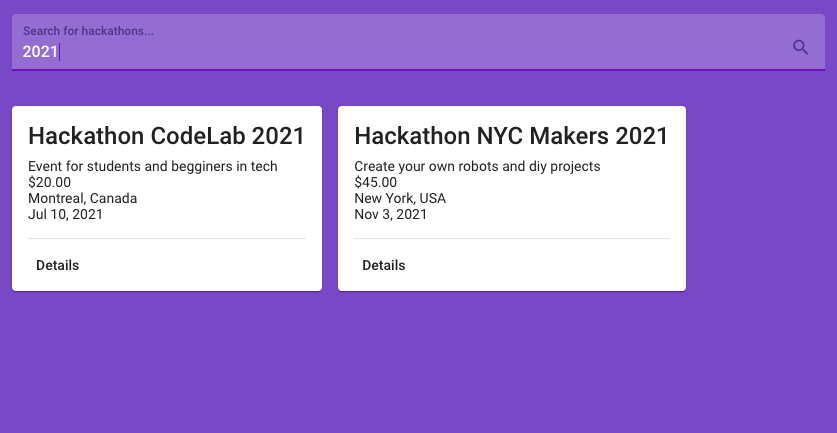 Search for hackathons...
2021
Hackathon CodeLab 2021
Event for students and begginers in tech
$20.00
Montreal, Canada
Jul 10, 2021
Details
Hackathon NYC Makers 2021
Create your own robots and diy projects
$45.00
New York, USA
Nov 3, 2021
Details